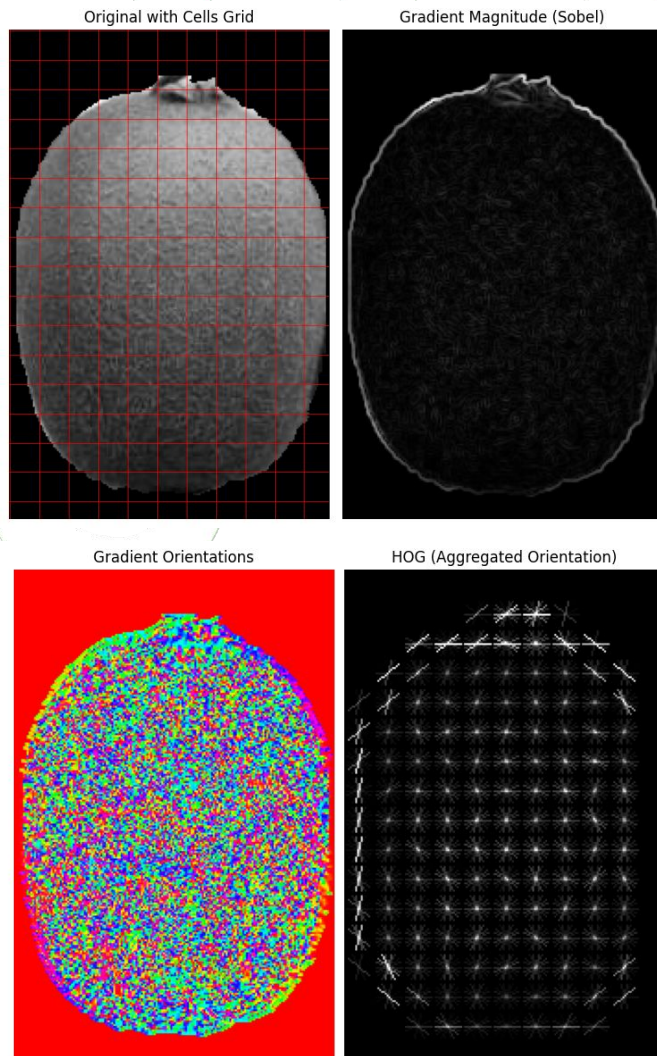 Original with Cells Grid
Gradient Magnitude (Sobel)
Gradient Orientations
HOG (Aggregated Orientation)